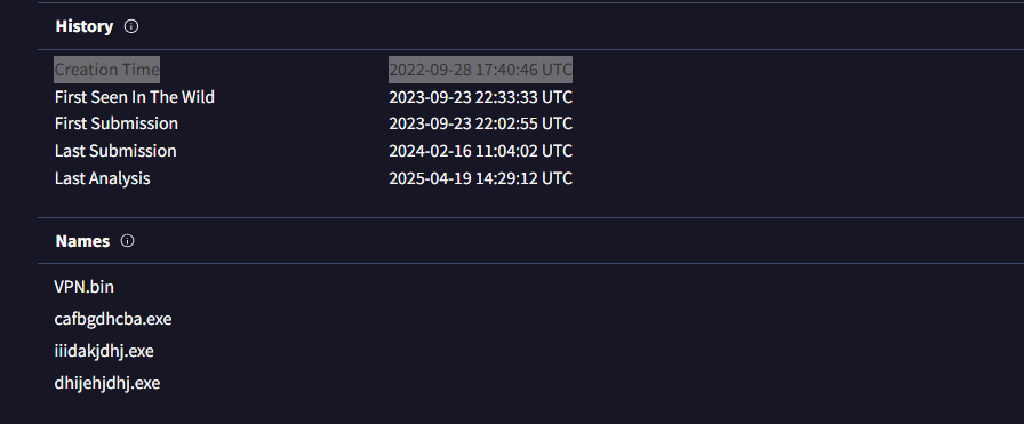 History
Creation Time 2022-09-28 17:40:46 UTC
First Seen In The Wild 2023-09-23 22:33:33 UTC
First Submission 2023-09-23 22:02:55 UTC
Last Submission 2024-02-16 11:04:02 UTC
Last Analysis 2025-04-19 14:29:12 UTC
Names
VPN.bin
cafbgdhcba.exe
iiidakjdhj.exe
dhijehjdhj.exe